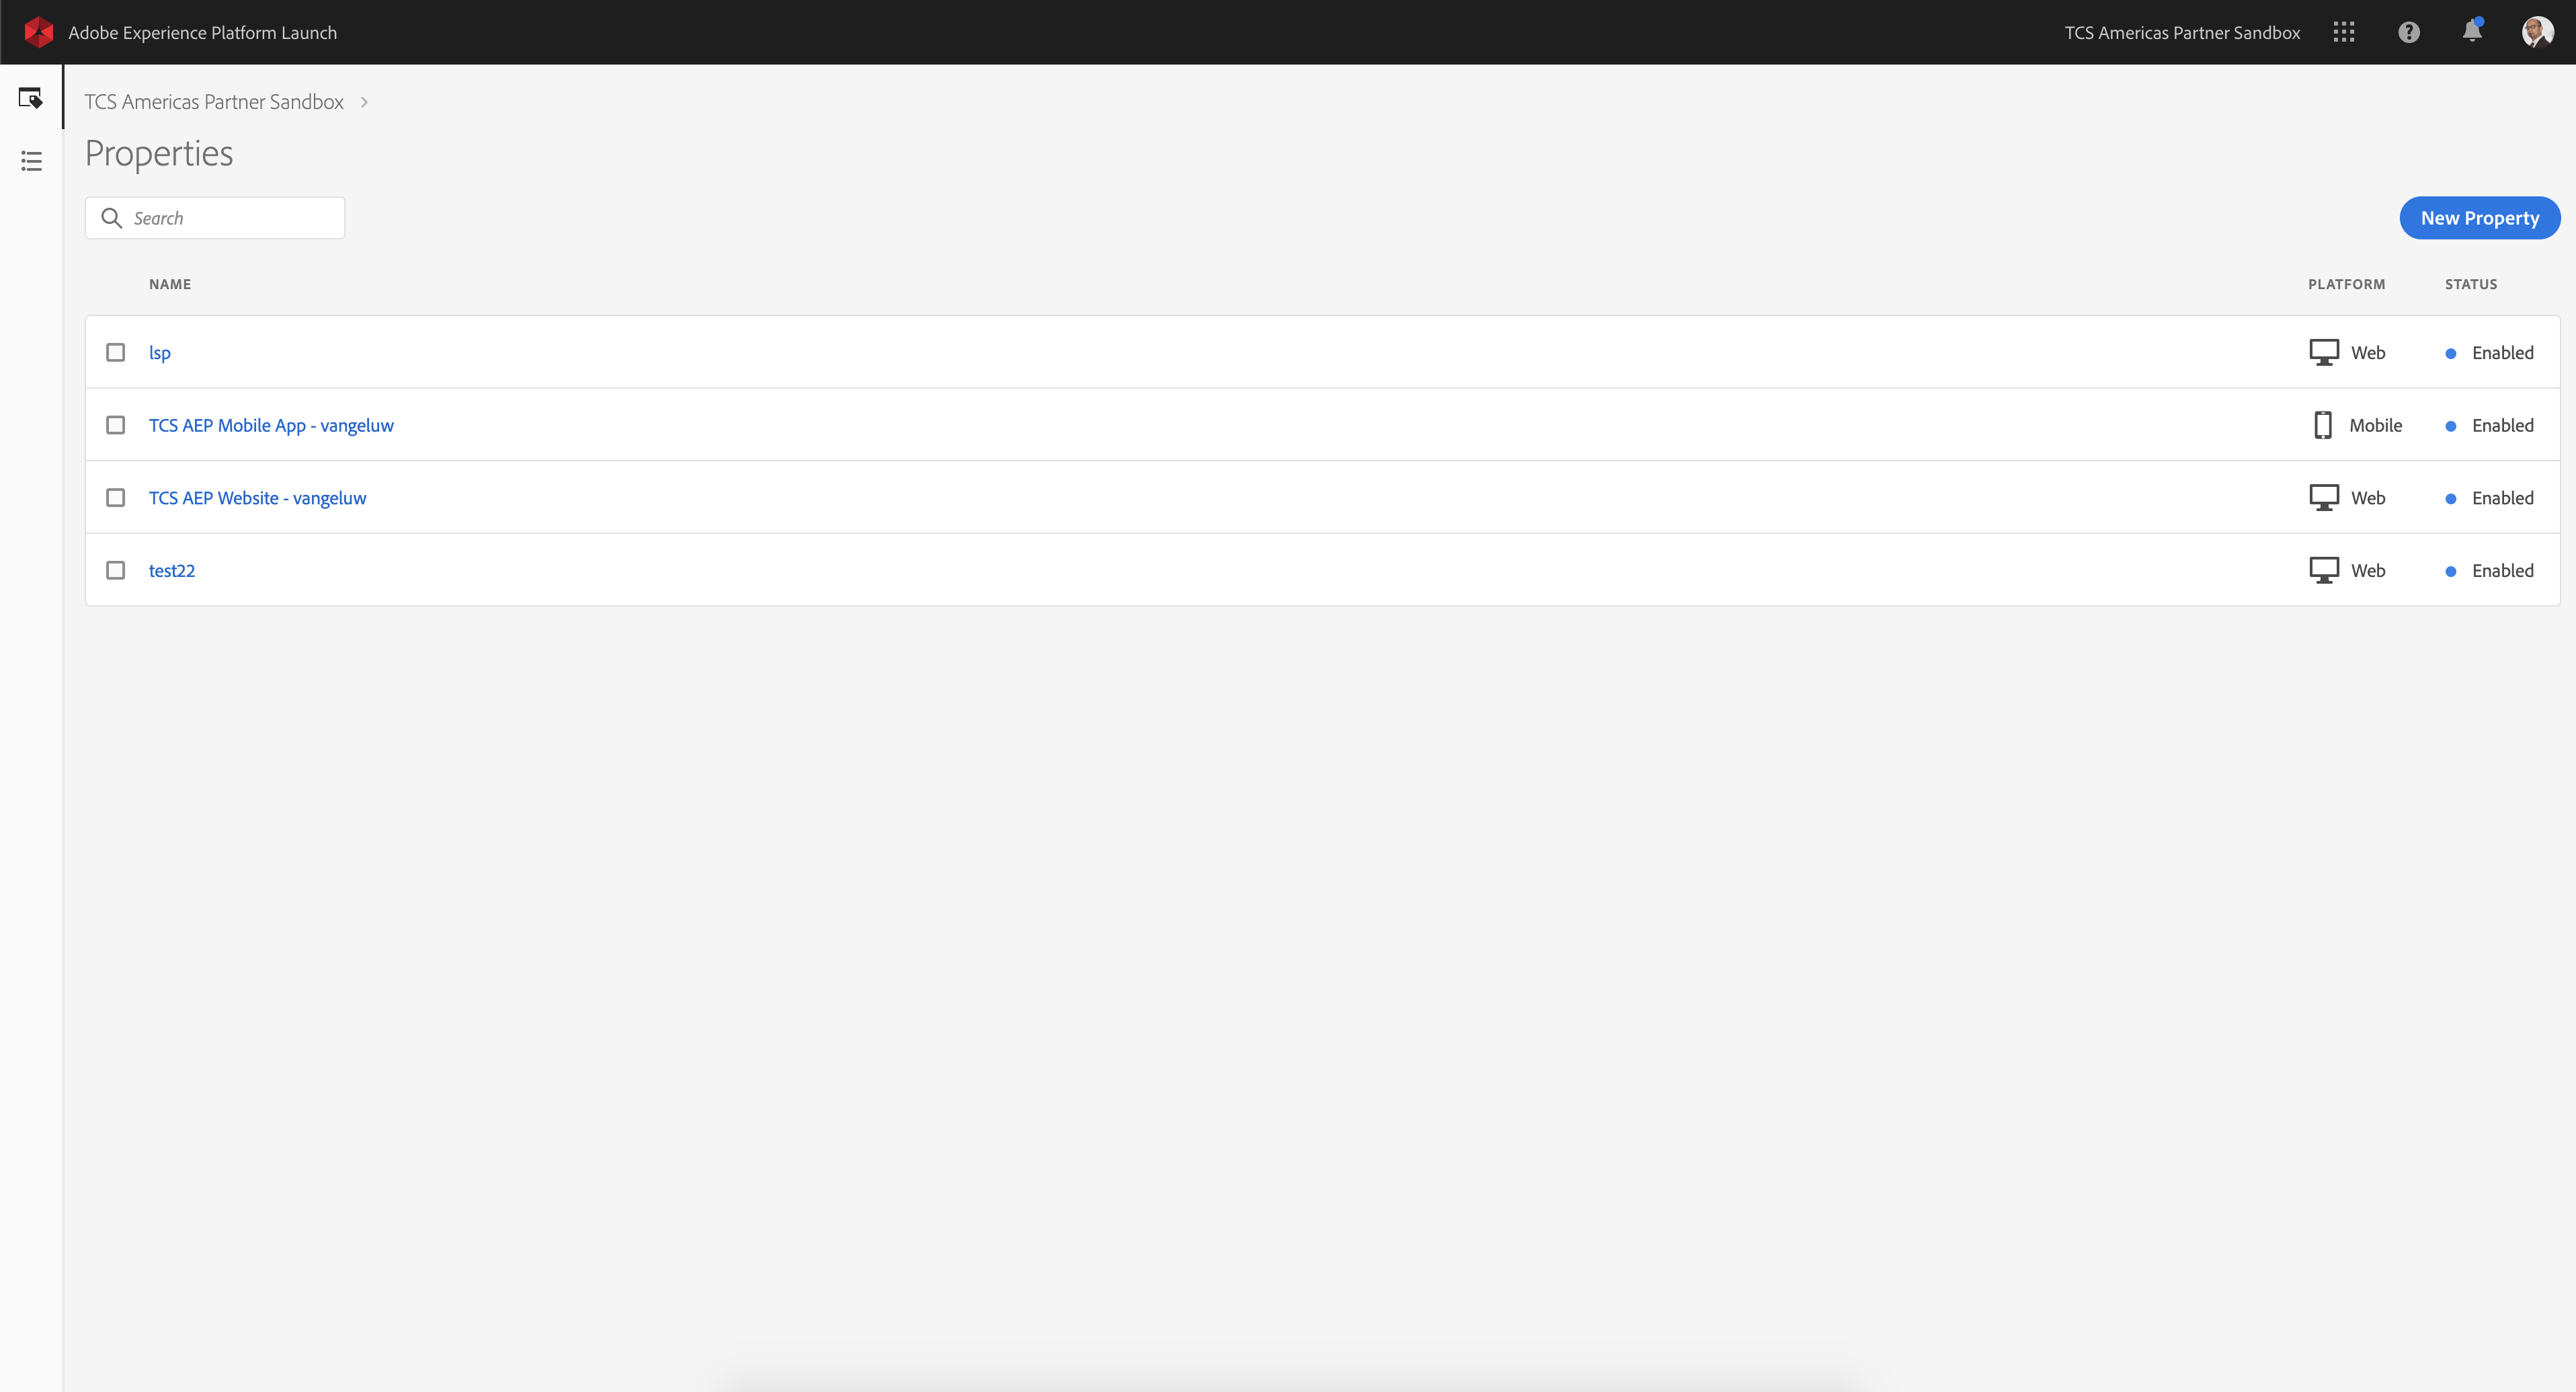 Adobe Experience Platform Launch
TCS Americas Partner Sandbox
TCS Americas Partner Sandbox
Properties
Search
New Property
NAME PLATFORM STATUS
lsp Web Enabled
TCS AEP Mobile App - vangeluw Mobile Enabled
TCS AEP Website - vangeluw Web Enabled
test22 Web Enabled